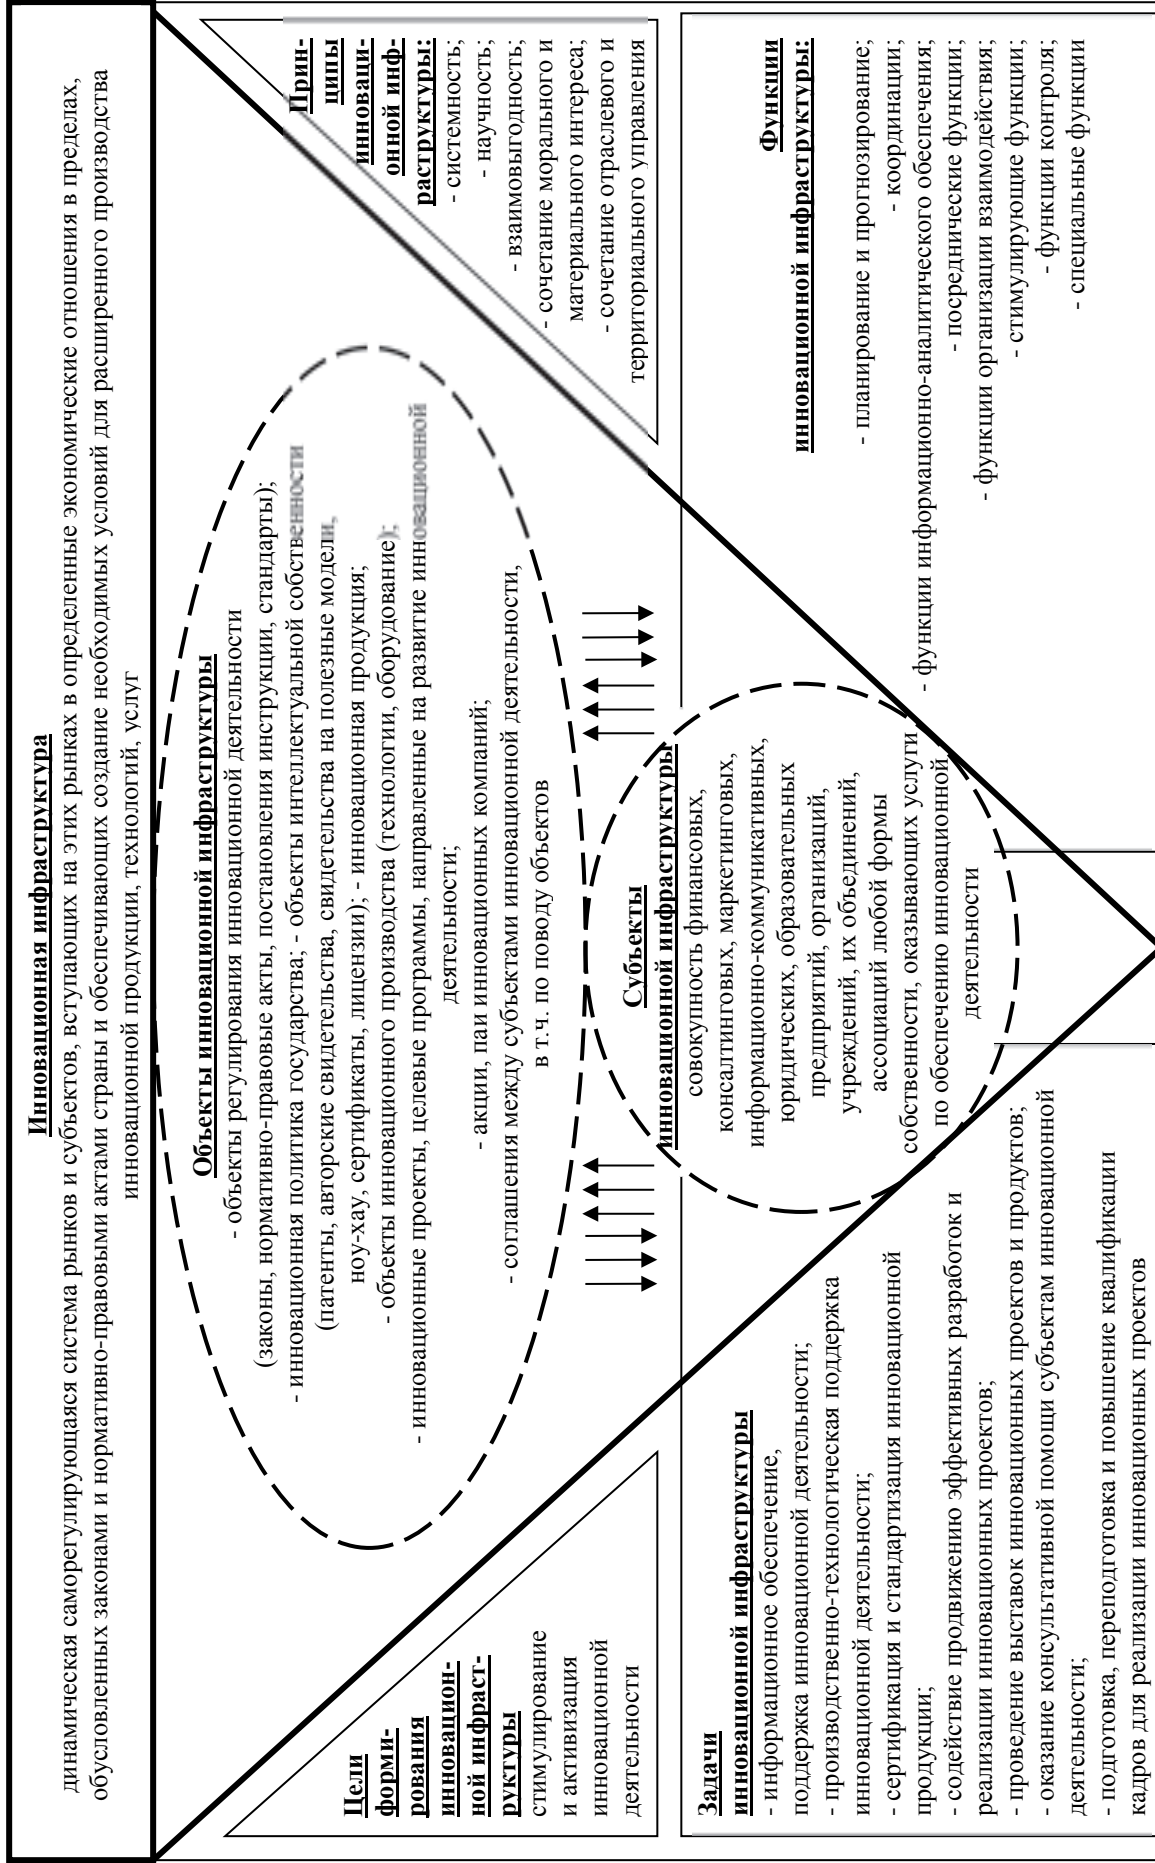 Инновационная инфраструктура
динамическая саморегулирующаяся система рынков и субъектов, вступающих на этих рынках в определенные экономические отношения в пределах,
обусловленных законами и нормативно-правовыми актами страны и обеспечивающих создание необходимых условий для расширенного производства
инновационной продукции, технологий, услуг
Цели
форми-
рования
инновацион-
ной инфраст-
руктуры
стимулирование
и активизация
инновационной
деятельности
Объекты инновационной инфраструктуры
- объекты регулирования инновационной деятельности
(законы, нормативно-правовые акты, постановления инструкции, стандарты);
- инновационная политика государства; - объекты интеллектуальной собственности
(патенты, авторские свидетельства, свидетельства на полезные модели,
ноу-хау, сертификаты, лицензии); - инновационная продукция;
- объекты инновационного производства (технологии, оборудование);
- инновационные проекты, целевые программы, направленные на развитие инновационной
деятельности;
- акции, паи инновационных компаний;
- соглашения между субъектами инновационной деятельности,
в т.ч. по поводу объектов
Прин-
ципы
инноваци-
онной инф-
раструктуры:
- системность;
- научность;
- взаимовыгодность;
- сочетание морального и
материального интереса;
- сочетание отраслевого и
территориального управления
Задачи
инновационной инфраструктуры
- информационное обеспечение,
поддержка инновационной деятельности;
- производственно-технологическая поддержка
инновационной деятельности;
- сертификация и стандартизация инновационной
продукции;
- содействие продвижению эффективных разработок и
реализации инновационных проектов;
- проведение выставок инновационных проектов и продуктов;
- оказание консультативной помощи субъектам инновационной
деятельности;
- подготовка, переподготовка и повышение квалификации
кадров для реализации инновационных проектов
Субъекты
инновационной инфраструктуры
совокупность финансовых,
консалтинговых, маркетинговых,
информационно-коммуникативных,
юридических, образовательных
предприятий, организаций,
учреждений, их объединений,
ассоциаций любой формы
собственности, оказывающих услуги
по обеспечению инновационной
деятельности
Функции
инновационной инфраструктуры:
- планирование и прогнозирование;
- координации;
- функции информационно-аналитического обеспечения;
- посреднические функции;
- функции организации взаимодействия;
- стимулирующие функции;
- функции контроля;
- специальные функции